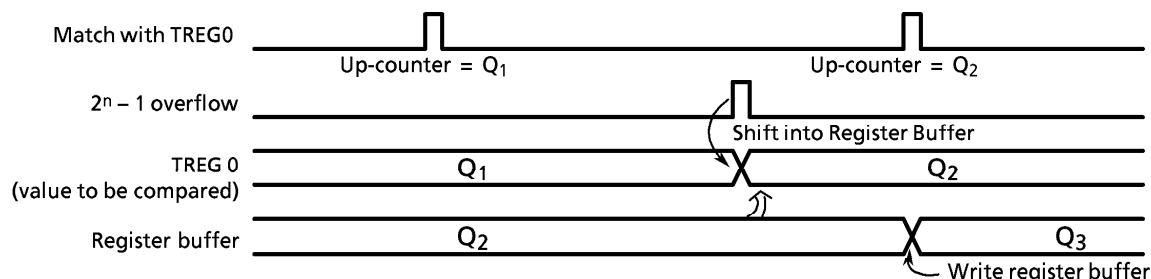 Match with TREG0
Up-counter = Q₁
Up-counter = Q₂
2ⁿ – 1 overflow
Shift into Register Buffer
TREG 0
(value to be compared)
Q₁
Q₂
Register buffer
Q₂
Q₃
Write register buffer